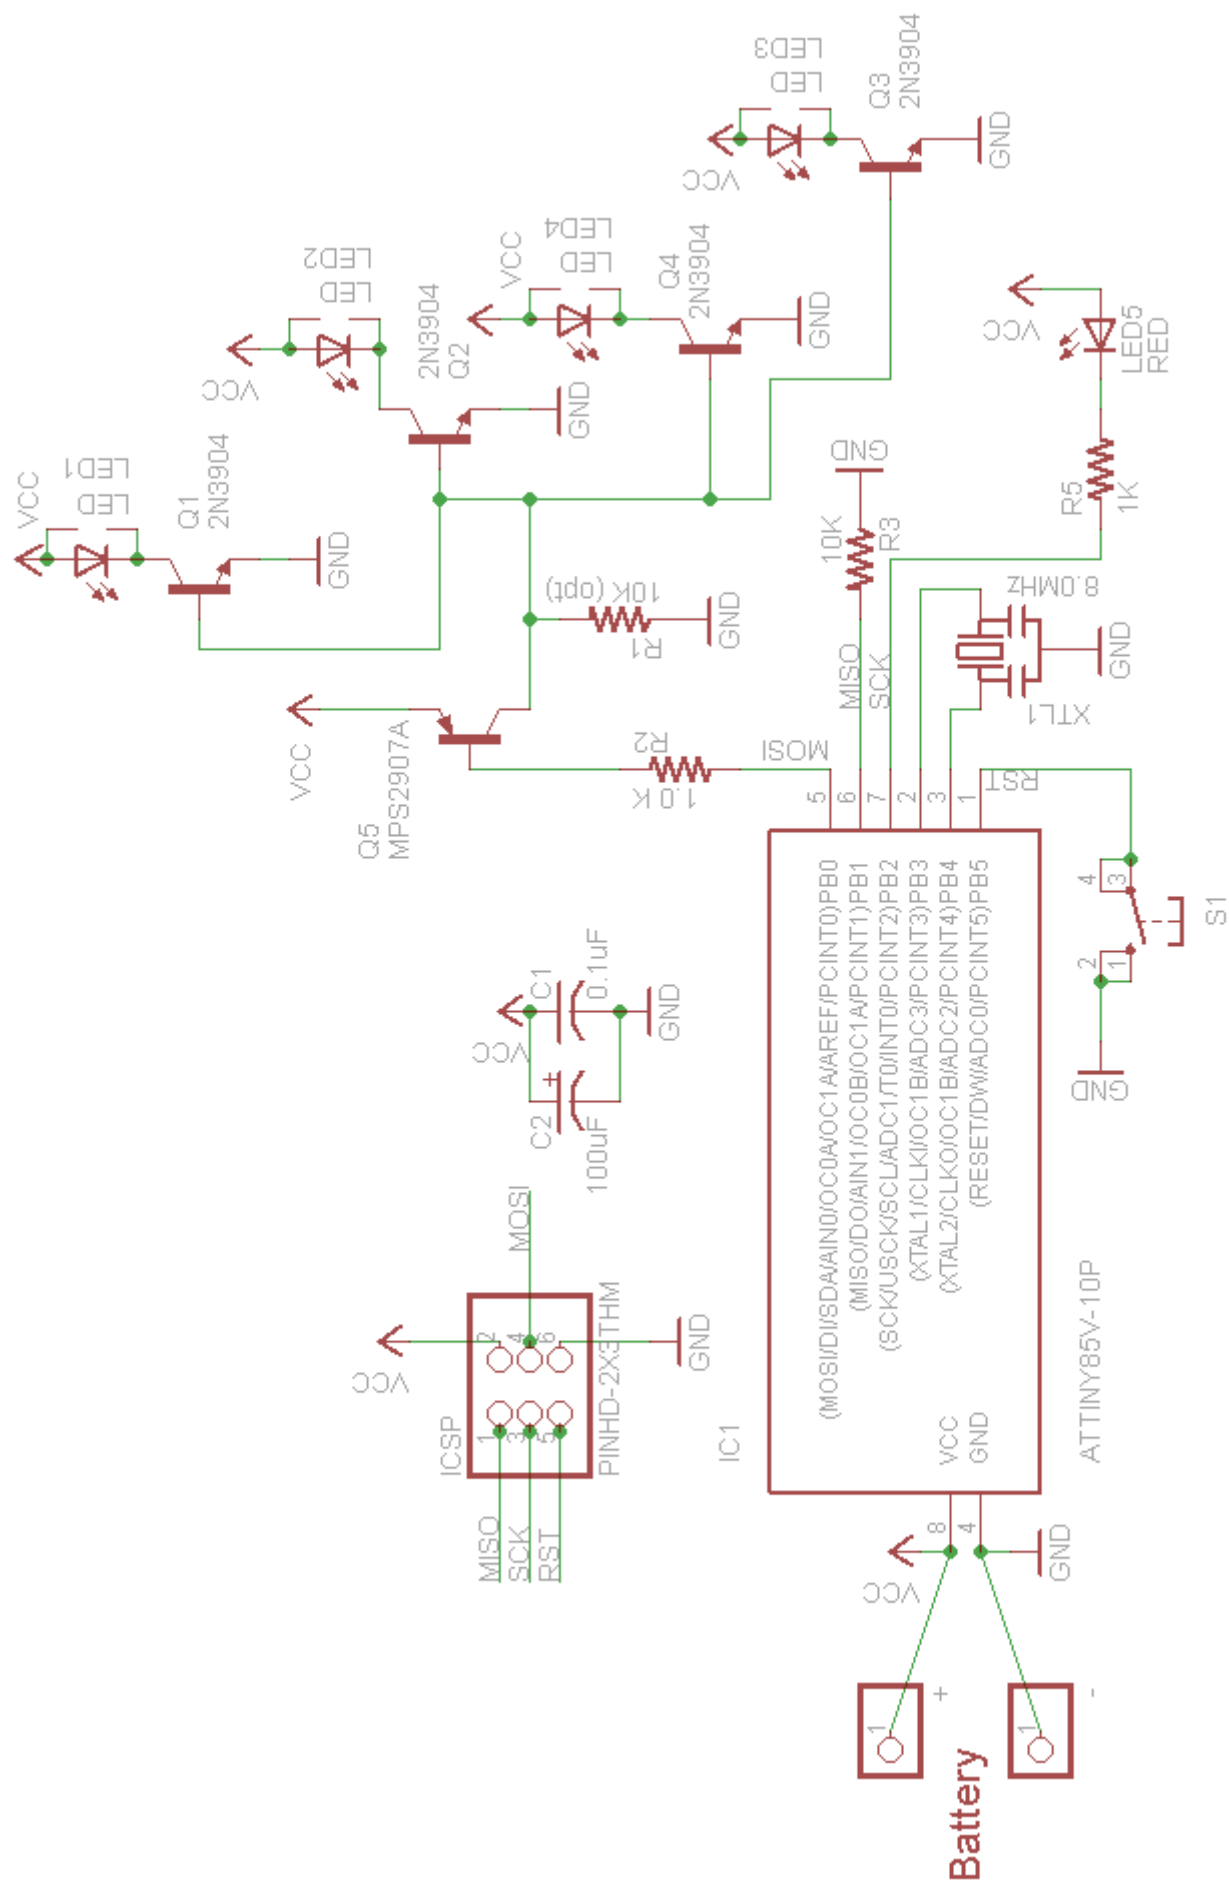 LED3
LED
Q3
2N3904
VCC
GND
LED4
LED
VCC
Q4
2N3904
GND
LED2
LED
VCC
2N3904
Q2
GND
LED1
LED
VCC
Q1
2N3904
GND
VCC
LED5
RED
R5
1K
GND
10K
R3
10K (opt)
R1
GND
8.0MHz
XTL1
GND
VCC
Q5
MPS2907A
R2
1.0K
MOSI
MISO
SCK
RST
5
6
7
2
3
1
(MOSI/DI/SDA/AIN0/OC0A/OC1A/AREF/PCINT0)PB0
(MISO/DO/AIN1/OC0B/OC1A/PCINT1)PB1
(SCK/USCK/SCL/ADC1/T0/INT0/PCINT2)PB2
(XTAL1/CLKI/OC1B/ADC3/PCINT3)PB3
(XTAL2/CLKO/OC1B/ADC2/PCINT4)PB4
(RESET/DW/ADC0/PCINT5)PB5
VCC
GND
IC1
ATTINY85V-10P
4
3
2
1
S1
GND
VCC
C1
0.1uF
C2
+
100uF
GND
MOSI
ICSP
PINHD-2X3THM
2
4
6
1
3
5
VCC
GND
MISO
SCK
RST
8
4
VCC
GND
1
+
1
-
Battery